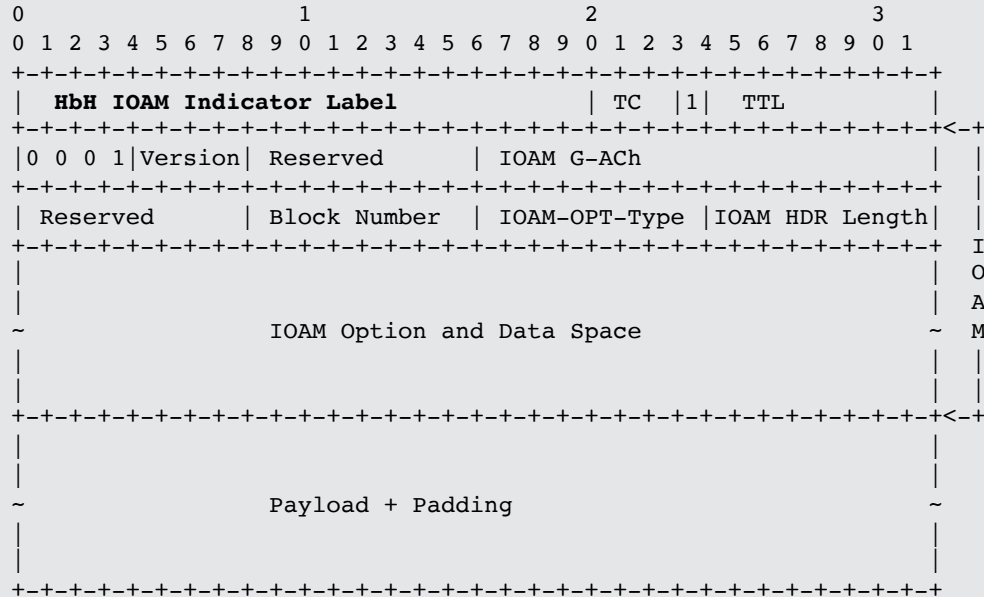 0                   1                   2                   3
0 1 2 3 4 5 6 7 8 9 0 1 2 3 4 5 6 7 8 9 0 1 2 3 4 5 6 7 8 9 0 1
+-+-+-+-+-+-+-+-+-+-+-+-+-+-+-+-+-+-+-+-+-+-+-+-+-+-+-+-+-+-+-+-+
|  HbH IOAM Indicator Label             | TC  |1|  TTL          |
+-+-+-+-+-+-+-+-+-+-+-+-+-+-+-+-+-+-+-+-+-+-+-+-+-+-+-+-+-+-+-+-+<-+
|0 0 0 1|Version| Reserved      | IOAM G-ACh                    |  |
+-+-+-+-+-+-+-+-+-+-+-+-+-+-+-+-+-+-+-+-+-+-+-+-+-+-+-+-+-+-+-+-+  |
| Reserved      | Block Number  | IOAM-OPT-Type |IOAM HDR Length|  |
+-+-+-+-+-+-+-+-+-+-+-+-+-+-+-+-+-+-+-+-+-+-+-+-+-+-+-+-+-+-+-+-+  I
|                                                               |  O
|                                                               |  A
~                 IOAM Option and Data Space                    ~  M
|                                                               |  |
|                                                               |  |
+-+-+-+-+-+-+-+-+-+-+-+-+-+-+-+-+-+-+-+-+-+-+-+-+-+-+-+-+-+-+-+-+<-+
|                                                               |
|                                                               |
~                 Payload + Padding                             ~
|                                                               |
|                                                               |
+-+-+-+-+-+-+-+-+-+-+-+-+-+-+-+-+-+-+-+-+-+-+-+-+-+-+-+-+-+-+-+-+